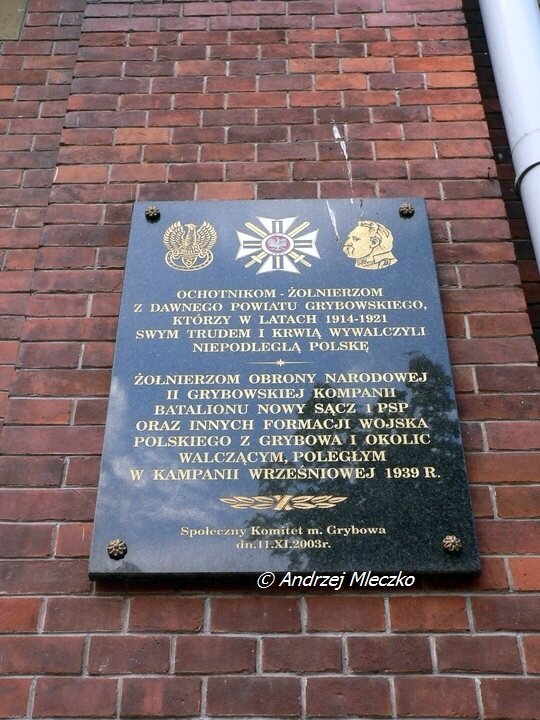 OCHOTNIKOM - ŻOŁNIERZOM
Z DAWNEGO POWIATU GRYBOWSKIEGO,
KTÓRZY W LATACH 1914-1921
SWYM TRUDEM I KRWIĄ WYWALCZYLI
NIEPODLEGŁĄ POLSKĘ
ŻOŁNIERZOM OBRONY NARODOWEJ
II GRYBOWSKIEJ KOMPANII
BATALIONU NOWY SĄCZ 1 PSP
ORAZ INNYCH FORMACJI WOJSKA
POLSKIEGO Z GRYBOWA I OKOLIC
WALCZĄCYM, POLEGŁYM
W KAMPANII WRZEŚNIOWEJ 1939 R.
Społeczny Komitet m. Grybowa
dn.11.XI.2003r.
© Andrzej Mleczko